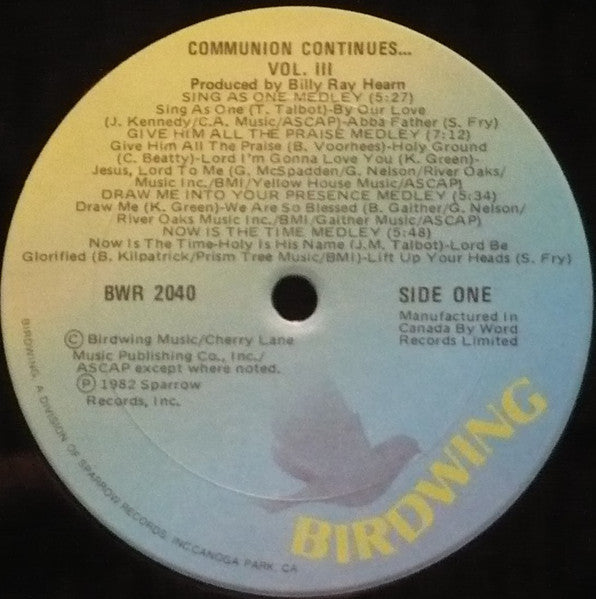 COMMUNION CONTINUES...
VOL. III
Produced by Billy Ray Hearn
SING AS ONE MEDLEY (5:27)
Sing As One (T. Talbot)-By Our Love
(J. Kennedy/C.A. Music/ASCAP)-Abba Father (S. Fry)
GIVE HIM ALL THE PRAISE MEDLEY (7:12)
Give Him All The Praise (B. Voorhees)-Holy Ground
(C. Beatty)-Lord I'm Gonna Love You (K. Green)-
Jesus, Lord To Me (G. McSpadden/G. Nelson/River Oaks/
Music Inc./BMI/Yellow House Music/ASCAP)
DRAW ME INTO YOUR PRESENCE MEDLEY (5:34)
Draw Me (K. Green)-We Are So Blessed (B. Gaither/G. Nelson/
River Oaks Music Inc./BMI/Gaither Music/ASCAP)
NOW IS THE TIME MEDLEY (5:48)
Now Is The Time-Holy Is His Name (J.M. Talbot)-Lord Be
Glorified (B. Kilpatrick/Prism Tree Music/BMI)-Lift Up Your Heads (S. Fry)
BWR 2040
SIDE ONE
Manufactured In
Canada By Word
Records Limited
© Birdwing Music/Cherry Lane
Music Publishing Co., Inc./
ASCAP except where noted.
℗ 1982 Sparrow
Records, Inc.
BIRDWING, A DIVISION OF SPARROW RECORDS, INC. CANOGA PARK, CA
BIRDWING